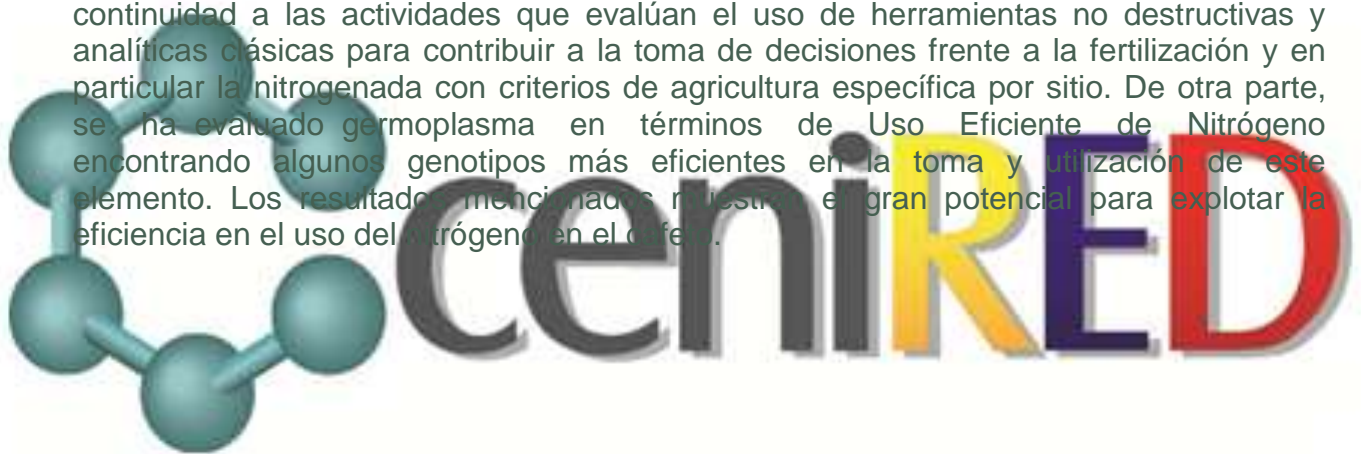 continuidad a las actividades que evalúan el uso de herramientas no destructivas y
analíticas clásicas para contribuir a la toma de decisiones frente a la fertilización y en
particular la nitrogenada con criterios de agricultura específica por sitio. De otra parte,
se ha evaluado germoplasma en términos de Uso Eficiente de Nitrógeno
encontrando algunos genotipos más eficientes en la toma y utilización de este
elemento. Los resultados mencionados muestran el gran potencial para explotar la
eficiencia en el uso del nitrógeno en el cafeto.
ceniRED